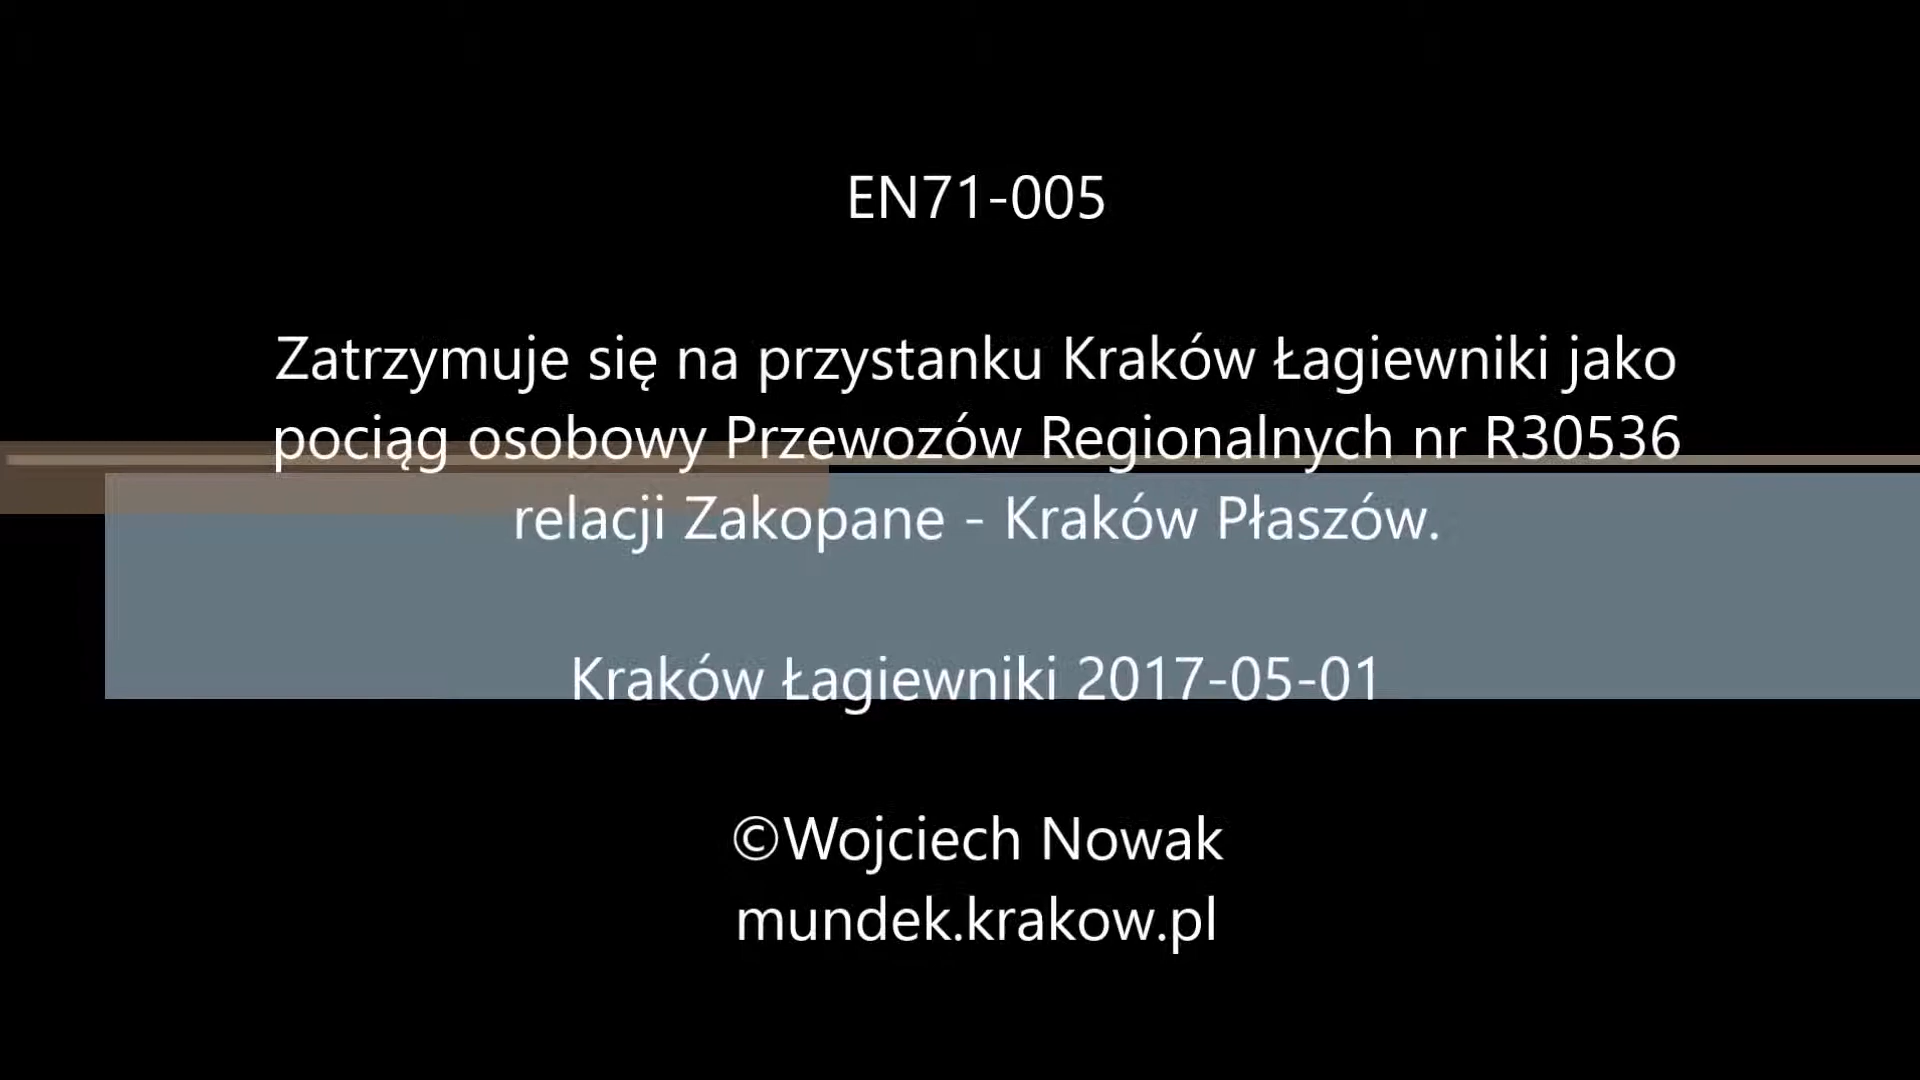 EN71-005
Zatrzymuje się na przystanku Kraków Łagiewniki jako
pociąg osobowy Przewozów Regionalnych nr R30536
relacji Zakopane - Kraków Płaszów.
Kraków Łagiewniki 2017-05-01
©Wojciech Nowak
mundek.krakow.pl